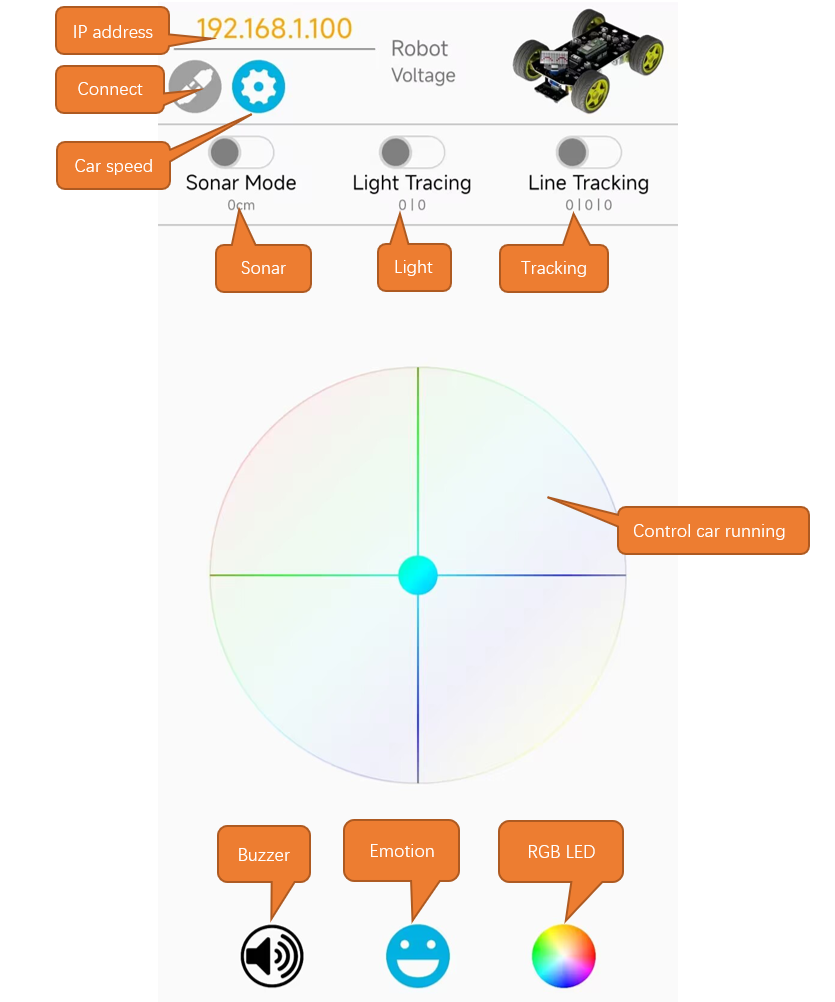 IP address
192.168.1.100
Robot
Voltage
Connect
Car speed
Sonar Mode
0cm
Light Tracing
0 | 0
Line Tracking
0 | 0 | 0
Sonar
Light
Tracking
Control car running
Buzzer
Emotion
RGB LED